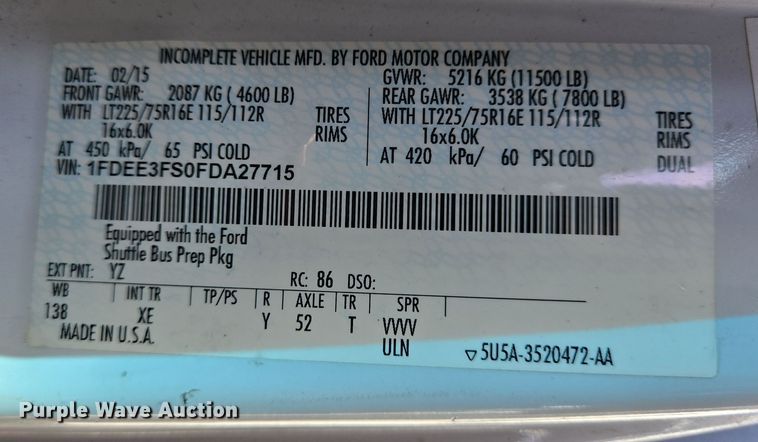 INCOMPLETE VEHICLE MFD. BY FORD MOTOR COMPANY
DATE: 02/15 GVWR: 5216 KG (11500 LB)
FRONT GAWR: 2087 KG ( 4600 LB) REAR GAWR: 3538 KG ( 7800 LB)
WITH LT225/75R16E 115/112R TIRES WITH LT225/75R16E 115/112R TIRES
16x6.0K RIMS 16x6.0K RIMS
AT 450 kPa/ 65 PSI COLD AT 420 kPa/ 60 PSI COLD DUAL
VIN: 1FDEE3FS0FDA27715
Equipped with the Ford
Shuttle Bus Prep Pkg
EXT PNT: YZ RC: 86 DSO:
WB INT TR TP/PS R AXLE TR SPR
138 XE Y 52 T VVVV
MADE IN U.S.A. ULN ▽5U5A-3520472-AA
Purple Wave Auction